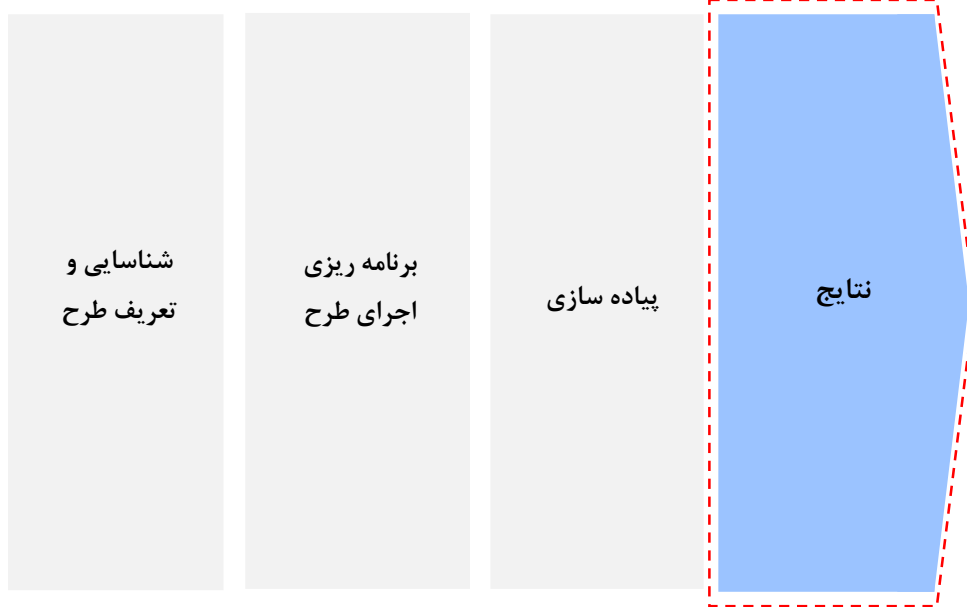 شناسایی و
تعریف طرح
برنامه ریزی
اجرای طرح
پیاده سازی
نتایج